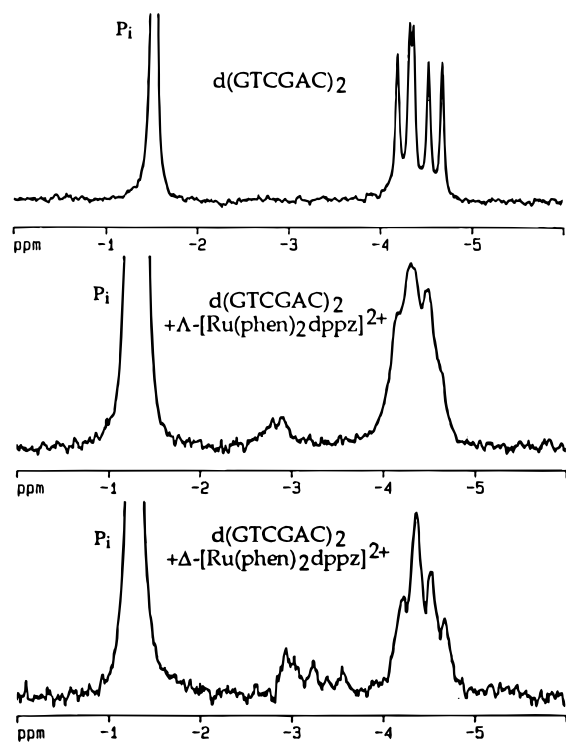 Pᵢ
d(GTCGAC)₂
ppm -1 -2 -3 -4 -5
Pᵢ
d(GTCGAC)₂
+Λ-[Ru(phen)₂dppz]²⁺
ppm -1 -2 -3 -4 -5
Pᵢ
d(GTCGAC)₂
+Δ-[Ru(phen)₂dppz]²⁺
ppm -1 -2 -3 -4 -5